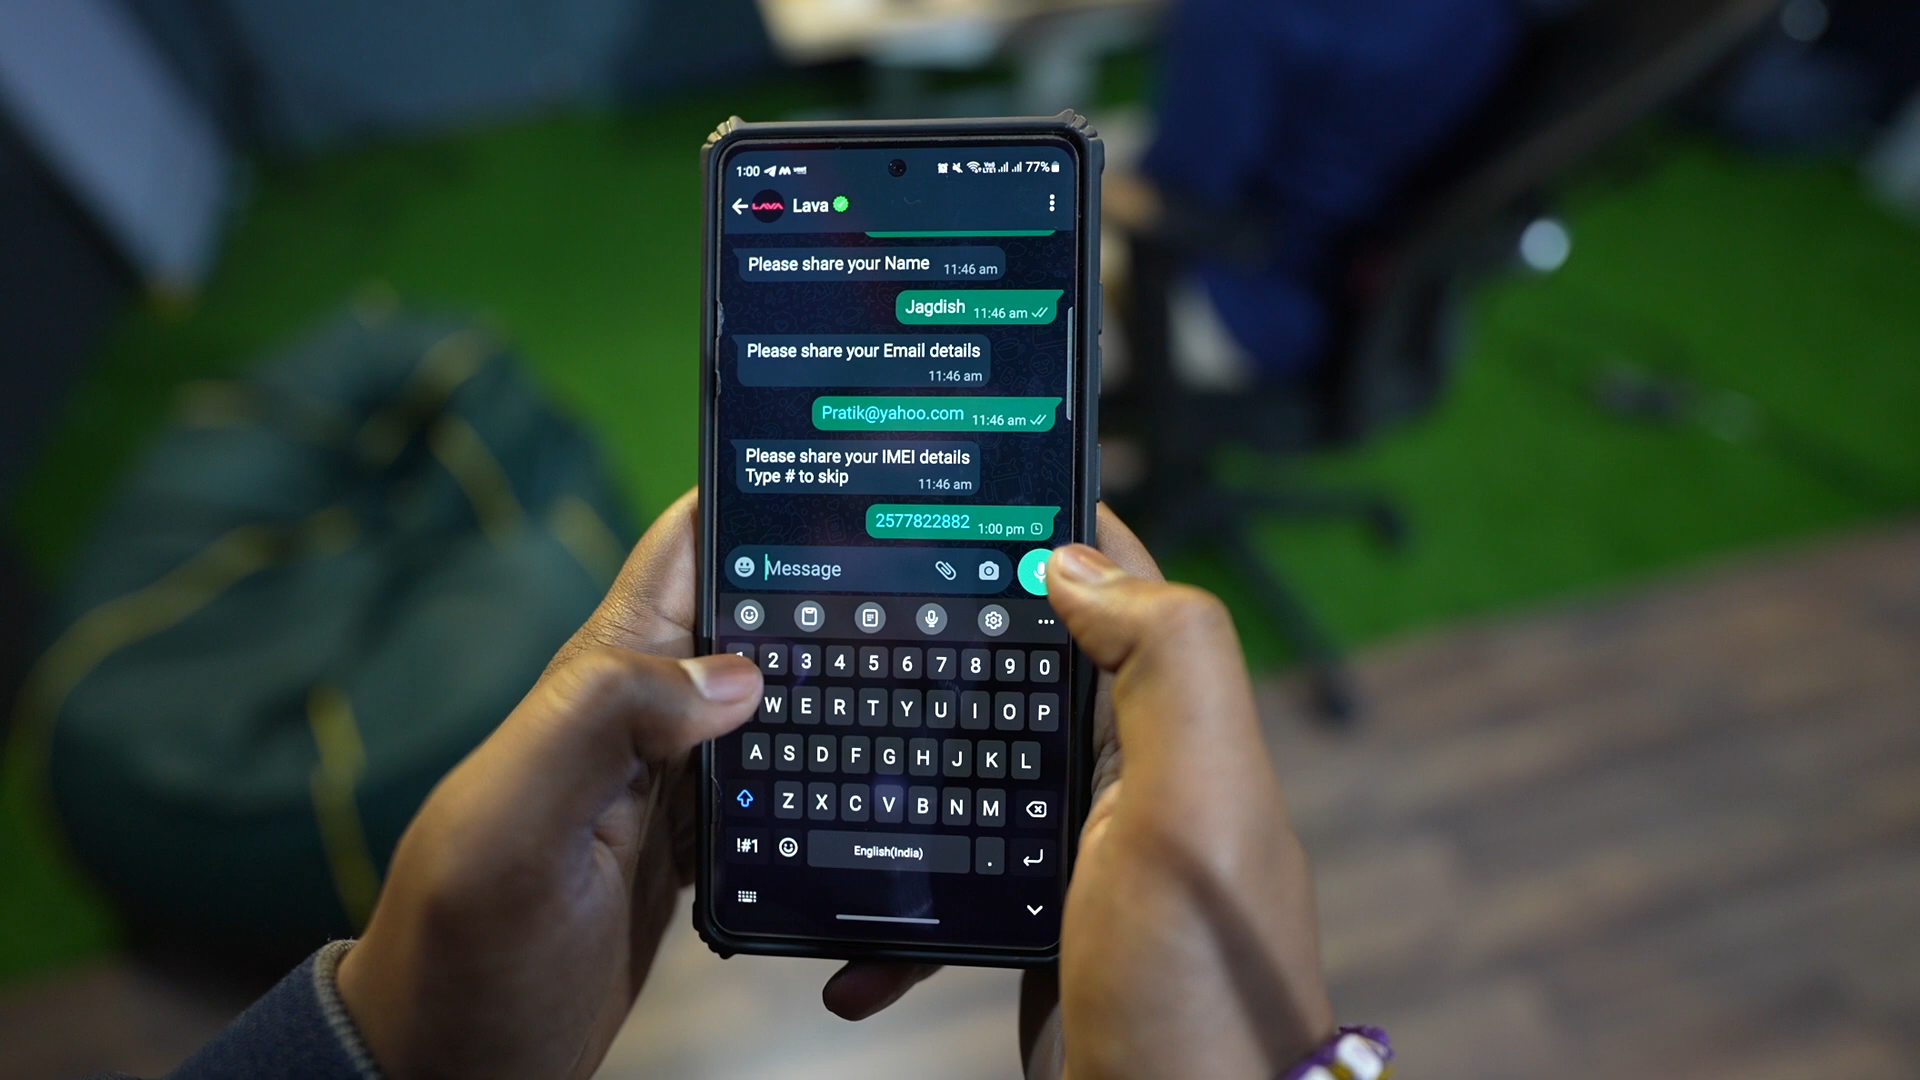 1:00
77%
LAVA
Lava
Please share your Name 11:46 am
Jagdish 11:46 am
Please share your Email details
11:46 am
Pratik@yahoo.com 11:46 am
Please share your IMEI details
Type # to skip 11:46 am
2577822882 1:00 pm
Message
2 3 4 5 6 7 8 9 0
W E R T Y U I O P
A S D F G H J K L
Z X C V B N M
!#1 English(India) .